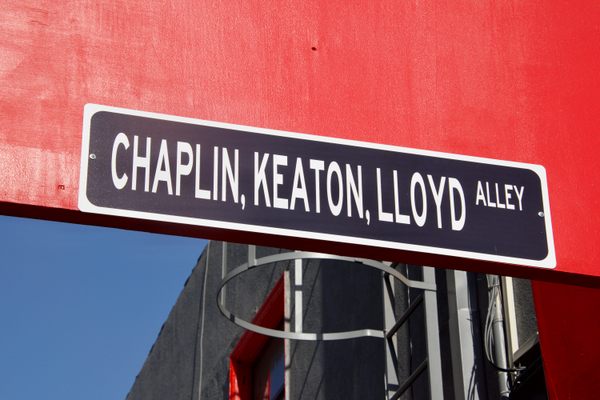 CHAPLIN, KEATON, LLOYD ALLEY